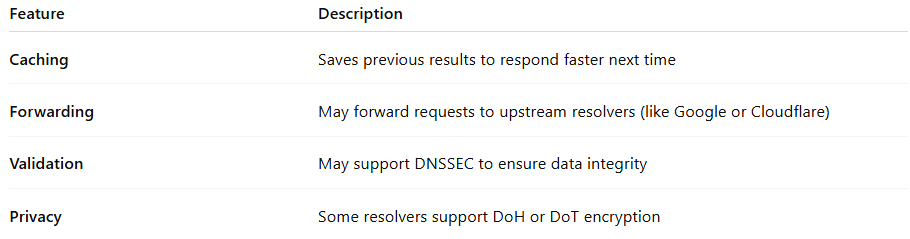 Feature Description
Caching Saves previous results to respond faster next time
Forwarding May forward requests to upstream resolvers (like Google or Cloudflare)
Validation May support DNSSEC to ensure data integrity
Privacy Some resolvers support DoH or DoT encryption